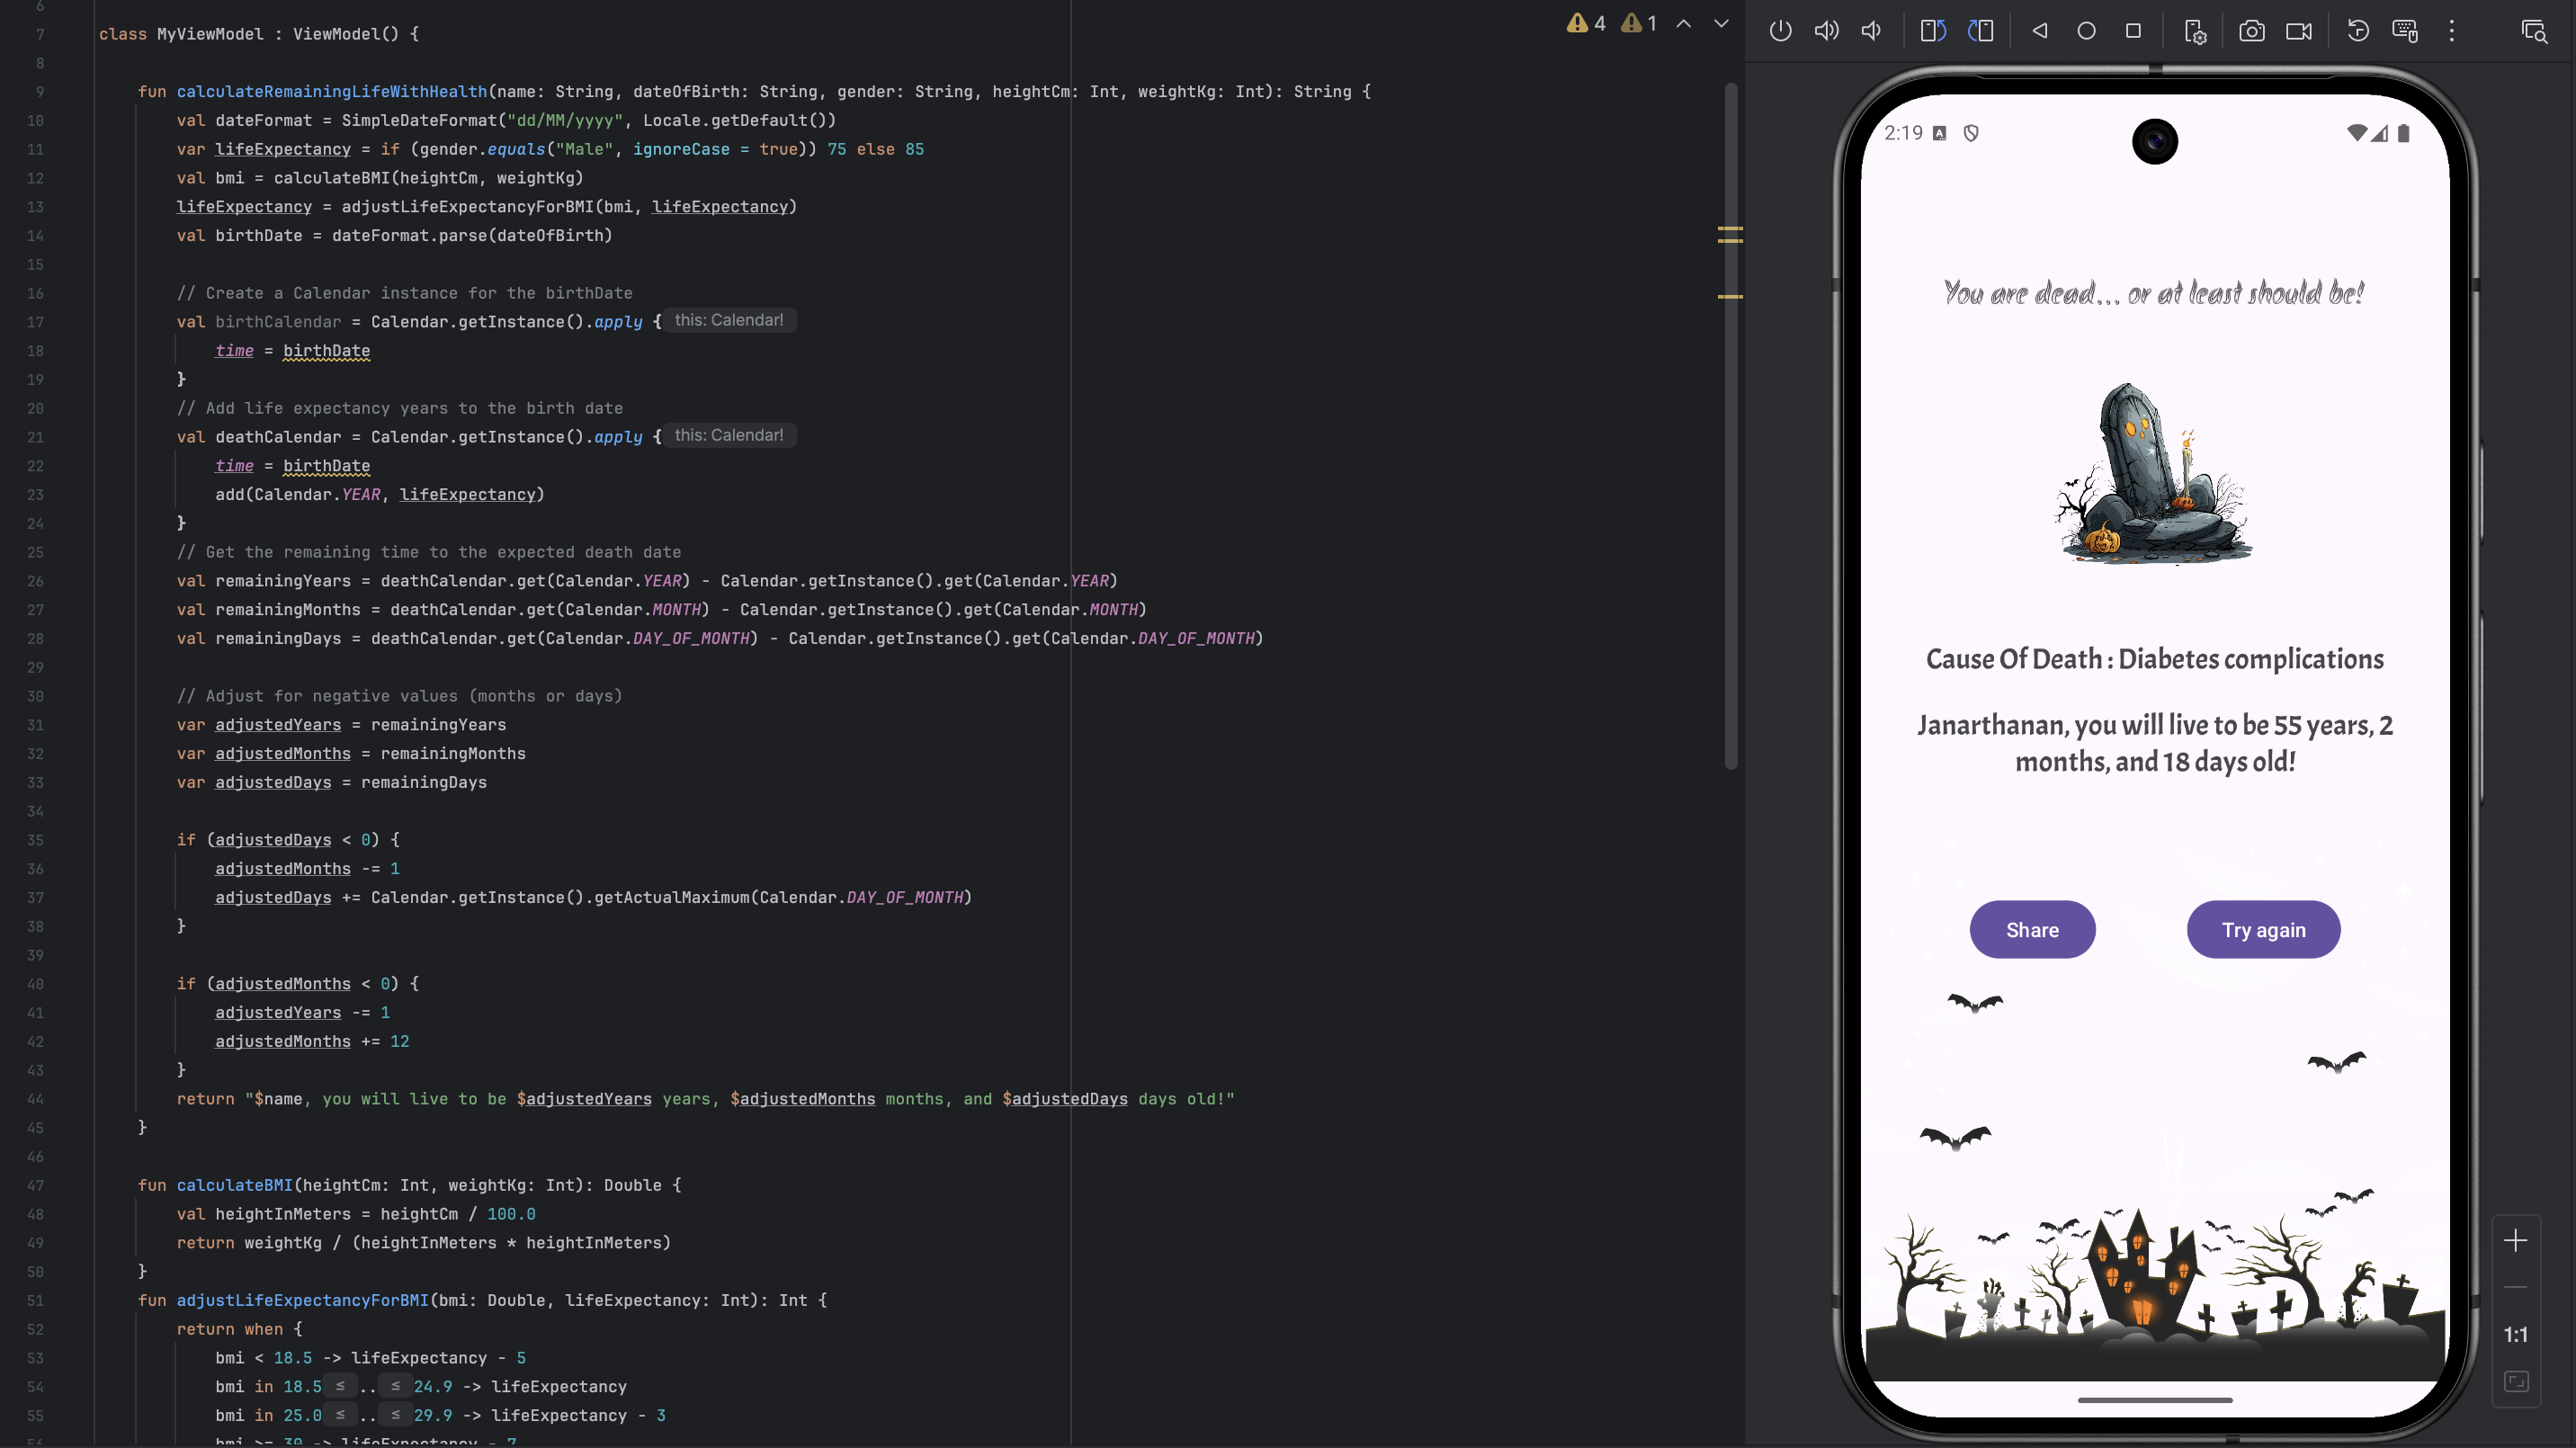 6
7 class MyViewModel : ViewModel() {
8
9 fun calculateRemainingLifeWithHealth(name: String, dateOfBirth: String, gender: String, heightCm: Int, weightKg: Int): String {
10 val dateFormat = SimpleDateFormat("dd/MM/yyyy", Locale.getDefault())
11 var lifeExpectancy = if (gender.equals("Male", ignoreCase = true)) 75 else 85
12 val bmi = calculateBMI(heightCm, weightKg)
13 lifeExpectancy = adjustLifeExpectancyForBMI(bmi, lifeExpectancy)
14 val birthDate = dateFormat.parse(dateOfBirth)
15
16 // Create a Calendar instance for the birthDate
17 val birthCalendar = Calendar.getInstance().apply { this: Calendar!
18 time = birthDate
19 }
20 // Add life expectancy years to the birth date
21 val deathCalendar = Calendar.getInstance().apply { this: Calendar!
22 time = birthDate
23 add(Calendar.YEAR, lifeExpectancy)
24 }
25 // Get the remaining time to the expected death date
26 val remainingYears = deathCalendar.get(Calendar.YEAR) - Calendar.getInstance().get(Calendar.YEAR)
27 val remainingMonths = deathCalendar.get(Calendar.MONTH) - Calendar.getInstance().get(Calendar.MONTH)
28 val remainingDays = deathCalendar.get(Calendar.DAY_OF_MONTH) - Calendar.getInstance().get(Calendar.DAY_OF_MONTH)
29
30 // Adjust for negative values (months or days)
31 var adjustedYears = remainingYears
32 var adjustedMonths = remainingMonths
33 var adjustedDays = remainingDays
34
35 if (adjustedDays < 0) {
36 adjustedMonths -= 1
37 adjustedDays += Calendar.getInstance().getActualMaximum(Calendar.DAY_OF_MONTH)
38 }
39
40 if (adjustedMonths < 0) {
41 adjustedYears -= 1
42 adjustedMonths += 12
43 }
44 return "$name, you will live to be $adjustedYears years, $adjustedMonths months, and $adjustedDays days old!"
45 }
46
47 fun calculateBMI(heightCm: Int, weightKg: Int): Double {
48 val heightInMeters = heightCm / 100.0
49 return weightKg / (heightInMeters * heightInMeters)
50 }
51 fun adjustLifeExpectancyForBMI(bmi: Double, lifeExpectancy: Int): Int {
52 return when {
53 bmi < 18.5 -> lifeExpectancy - 5
54 bmi in 18.5 ≤ .. ≤ 24.9 -> lifeExpectancy
55 bmi in 25.0 ≤ .. ≤ 29.9 -> lifeExpectancy - 3
56 bmi >= 30 -> lifeExpectancy - 7
4 1
2:19
You are dead... or at least should be!
Cause Of Death : Diabetes complications
Janarthanan, you will live to be 55 years, 2
months, and 18 days old!
Share
Try again
1:1